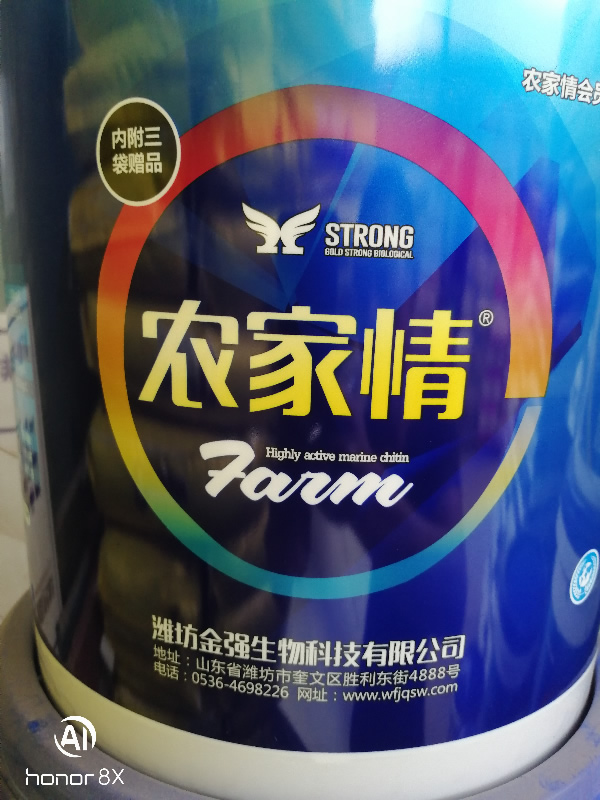 农家情会员
内附三
袋赠品
STRONG
GOLD STRONG BIOLOGICAL
农家情®
Highly active marine chitin
Farm
潍坊金强生物科技有限公司
地址：山东省潍坊市奎文区胜利东街4888号
电话：0536-4698226 网址：www.wfjqsw.com
AI
honor 8X